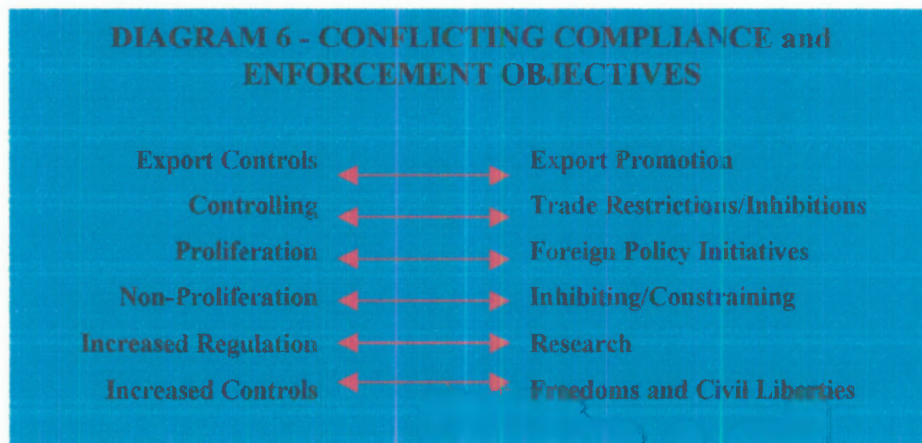 DIAGRAM 6 - CONFLICTING COMPLIANCE and
ENFORCEMENT OBJECTIVES
Export Controls Export Promotion
Controlling Trade Restrictions/Inhibitions
Proliferation Foreign Policy Initiatives
Non-Proliferation Inhibiting/Constraining
Increased Regulation Research
Increased Controls Freedoms and Civil Liberties